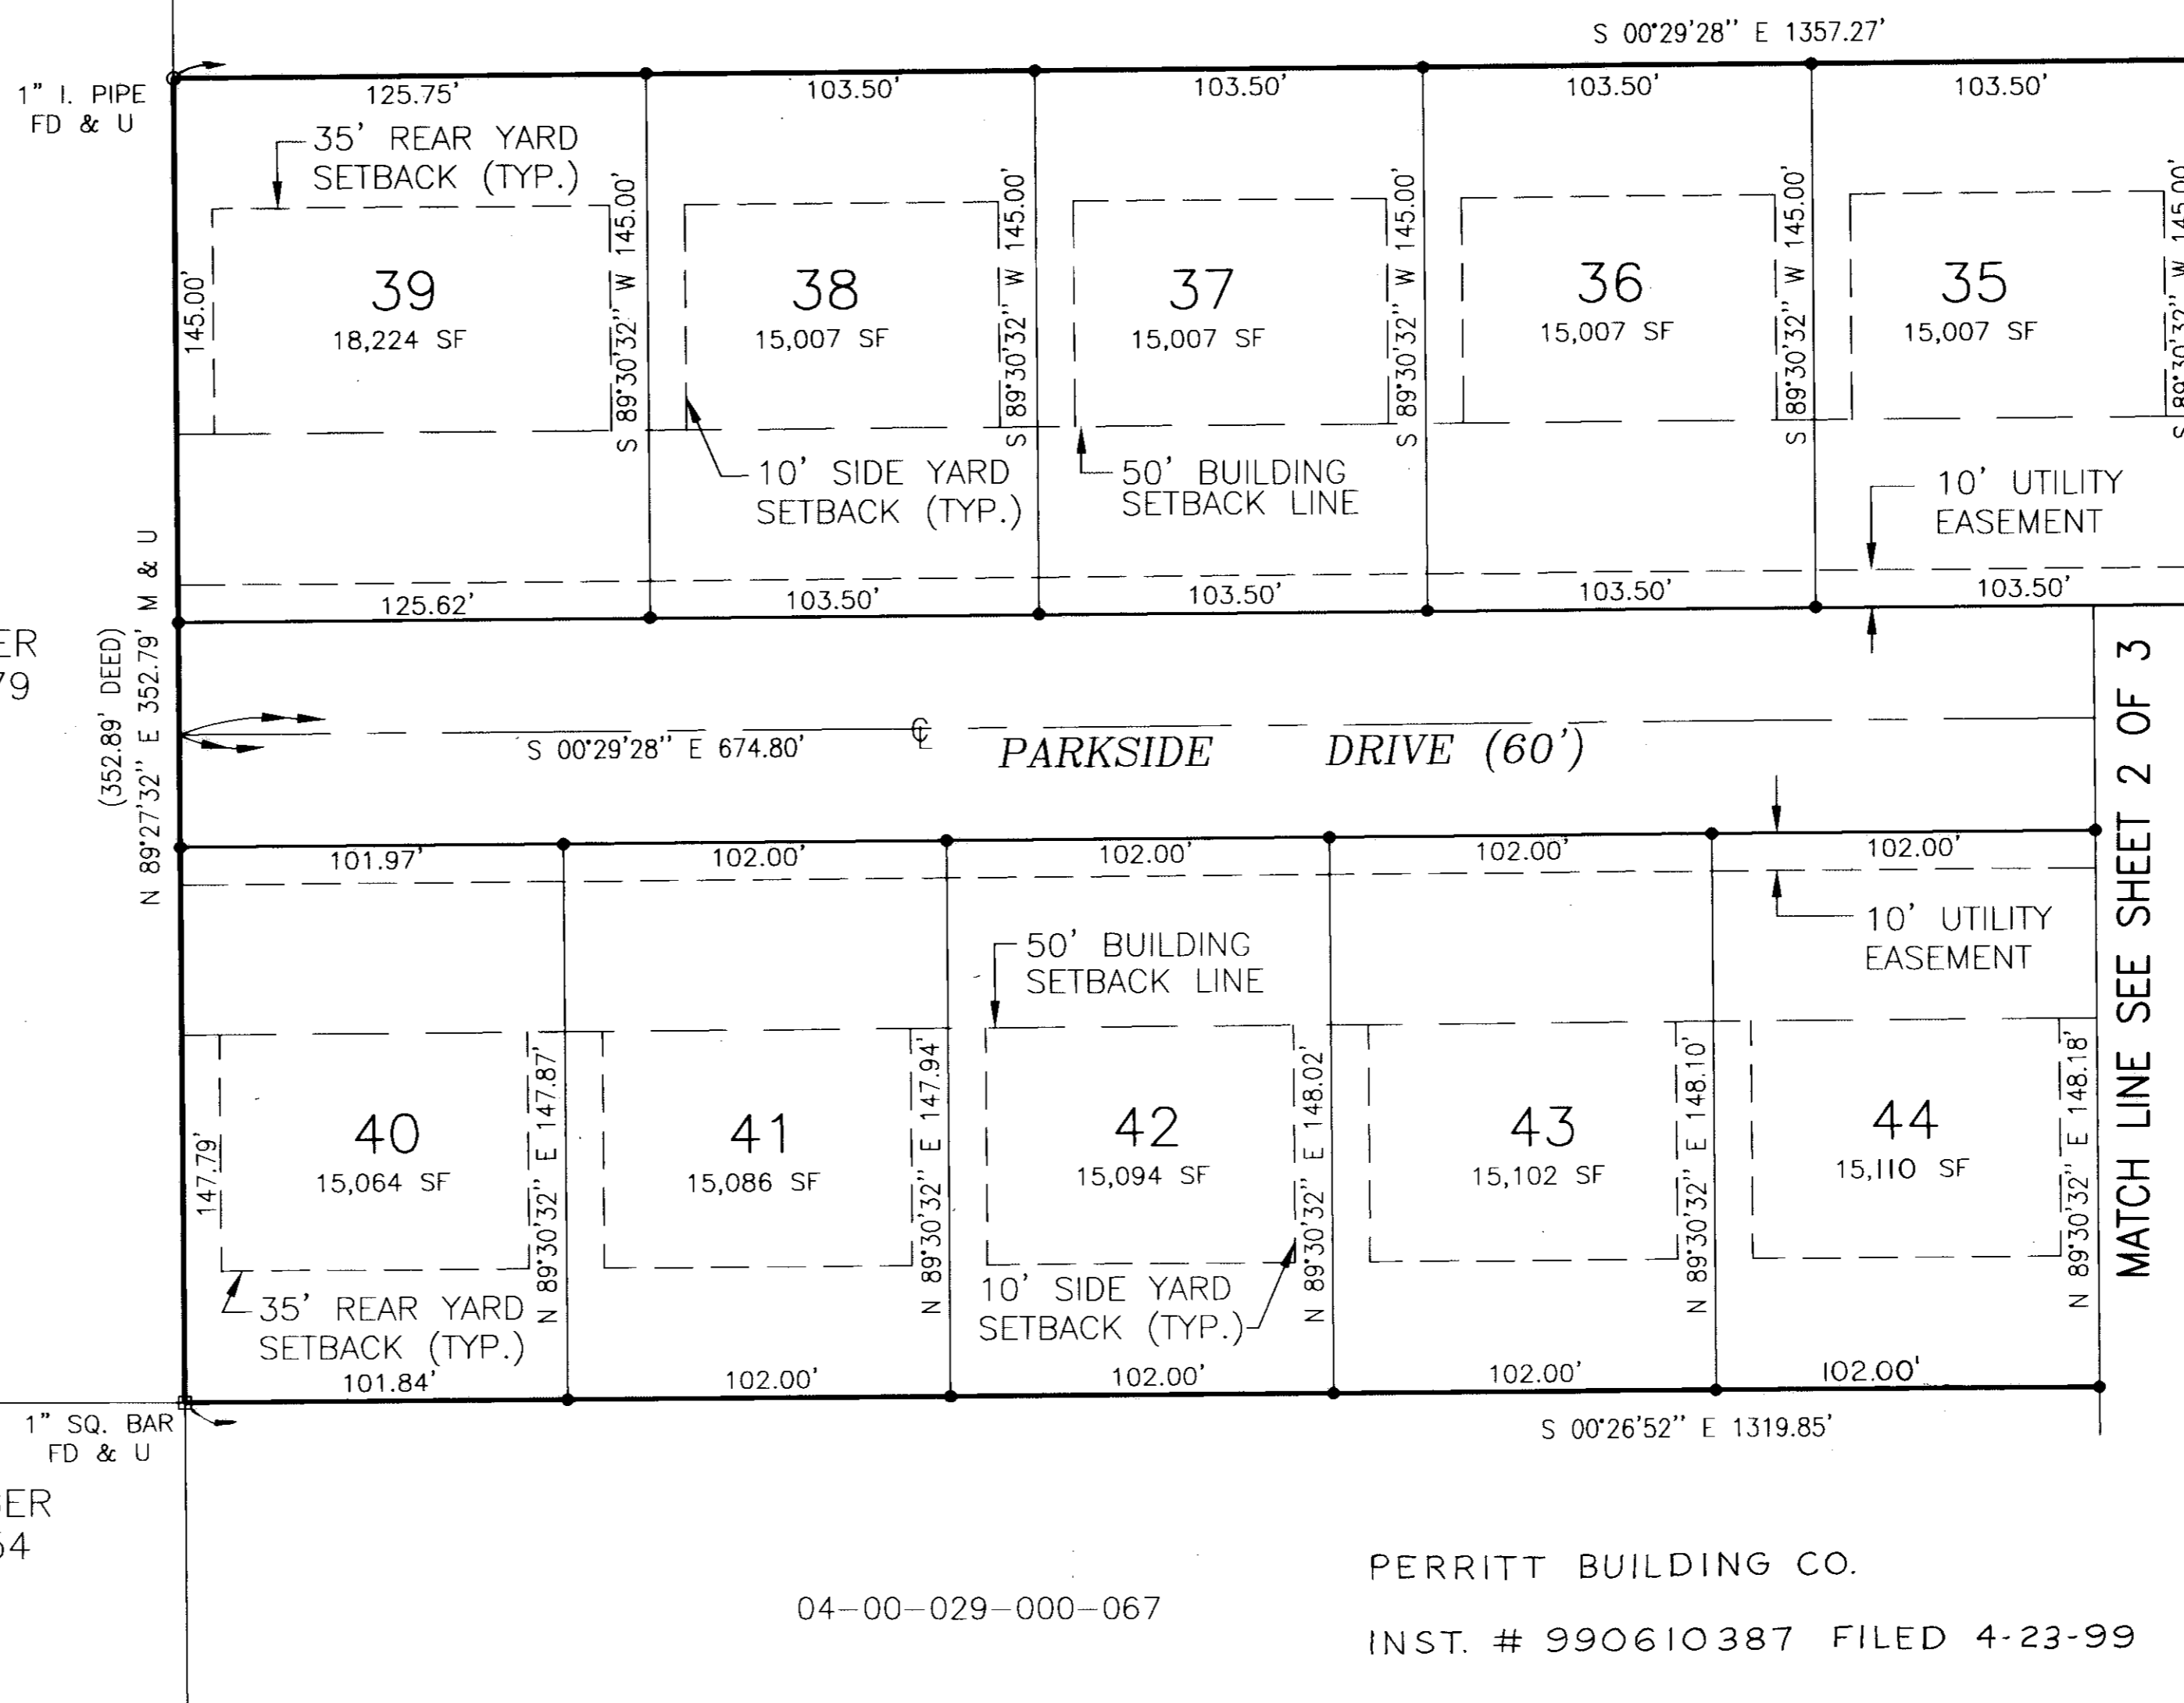 S 00°29'28" E 1357.27'
1" I. PIPE
FD & U
125.75'
103.50'
103.50'
103.50'
103.50'
35' REAR YARD
SETBACK (TYP.)
145.00'
39
18,224 SF
S 89°30'32" W 145.00'
38
15,007 SF
S 89°30'32" W 145.00'
37
15,007 SF
S 89°30'32" W 145.00'
36
15,007 SF
S 89°30'32" W 145.00'
35
15,007 SF
S 89°30'32" W 145.00'
10' SIDE YARD
SETBACK (TYP.)
50' BUILDING
SETBACK LINE
10' UTILITY
EASEMENT
125.62'
103.50'
103.50'
103.50'
103.50'
ER
79
(352.89' DEED)
N 89°27'32" E 352.79' M & U
S 00°29'28" E 674.80'
℄
PARKSIDE DRIVE (60')
MATCH LINE SEE SHEET 2 OF 3
101.97'
102.00'
102.00'
102.00'
102.00'
50' BUILDING
SETBACK LINE
10' UTILITY
EASEMENT
147.79'
40
15,064 SF
N 89°30'32" E 147.87'
41
15,086 SF
N 89°30'32" E 147.94'
42
15,094 SF
N 89°30'32" E 148.02'
43
15,102 SF
N 89°30'32" E 148.10'
44
15,110 SF
N 89°30'32" E 148.18'
35' REAR YARD
SETBACK (TYP.)
10' SIDE YARD
SETBACK (TYP.)
101.84'
102.00'
102.00'
102.00'
102.00'
1" SQ. BAR
FD & U
S 00°26'52" E 1319.85'
ER
64
04-00-029-000-067
PERRITT BUILDING CO.
INST. # 990610387 FILED 4-23-99